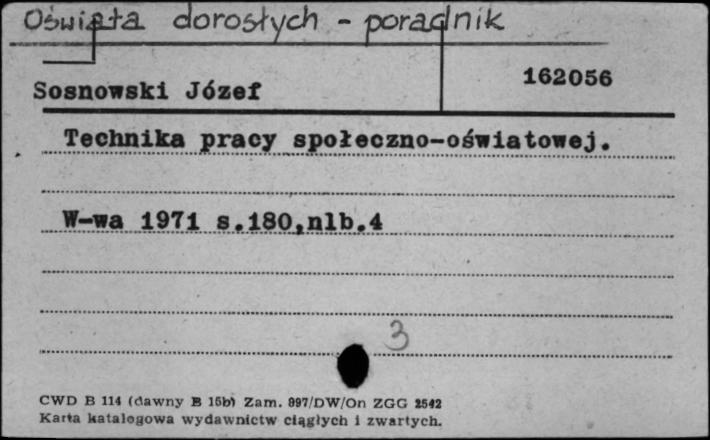 Oświata dorosłych - poradnik
Sosnowski Józef
162056
Technika pracy społeczno-oświatowej.
W-wa 1971 s.180,nlb.4
3
CWD B 114 (dawny B 15b) Zam. 997/DW/On ZGG 2542
Karta katalogowa wydawnictw ciągłych i zwartych.